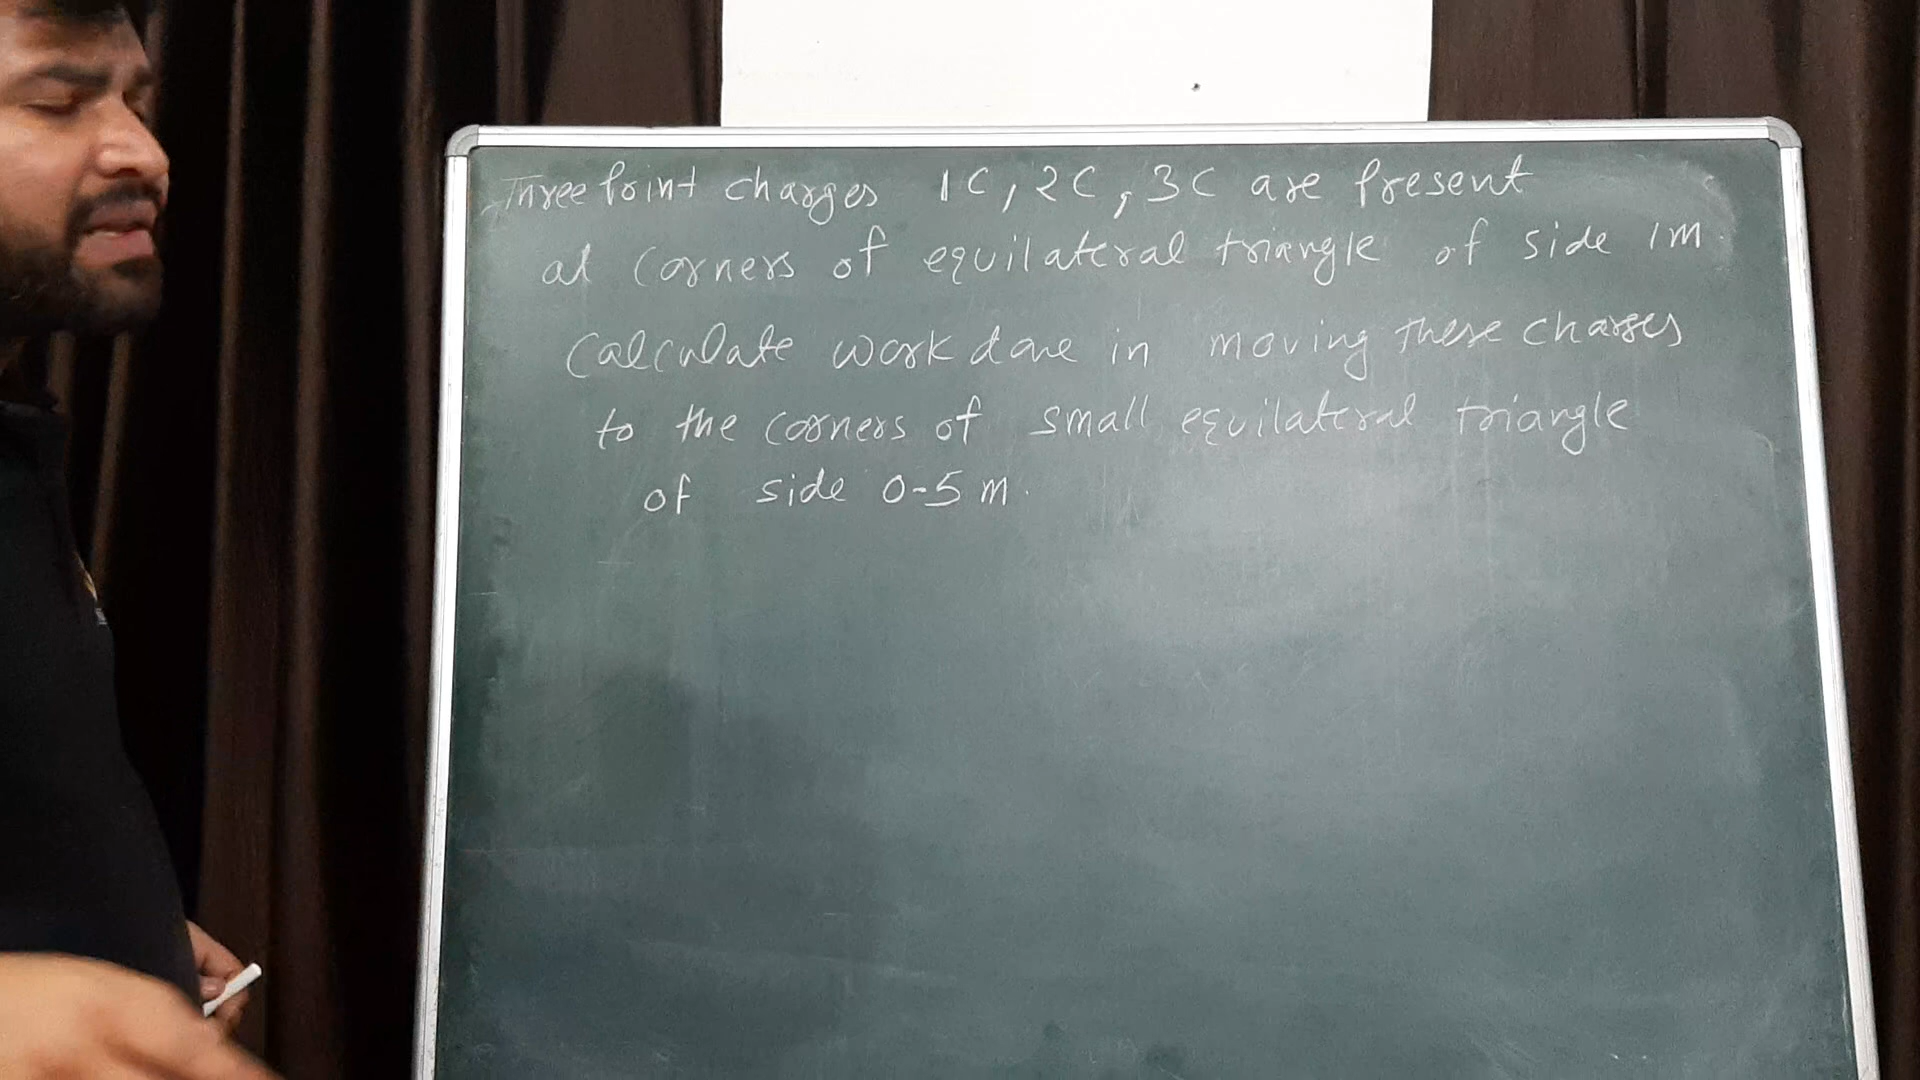 Three Point charges 1C, 2C, 3C are Present
at corners of equilateral triangle of side 1m
Calculate work done in moving these charges
to the corners of small equilateral triangle
of side 0-5 m.